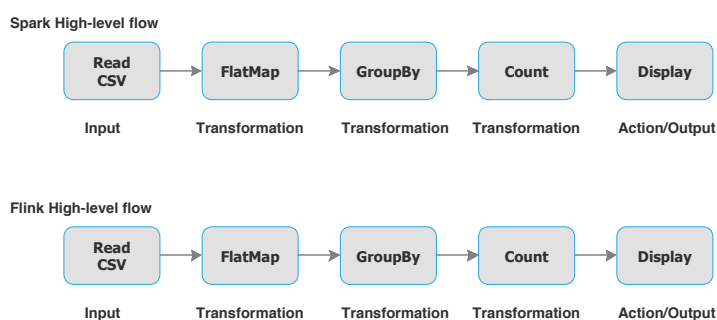 Spark High-level flow
Read
CSV
FlatMap
GroupBy
Count
Display
Input
Transformation
Transformation
Transformation
Action/Output
Flink High-level flow
Read
CSV
FlatMap
GroupBy
Count
Display
Input
Transformation
Transformation
Transformation
Action/Output